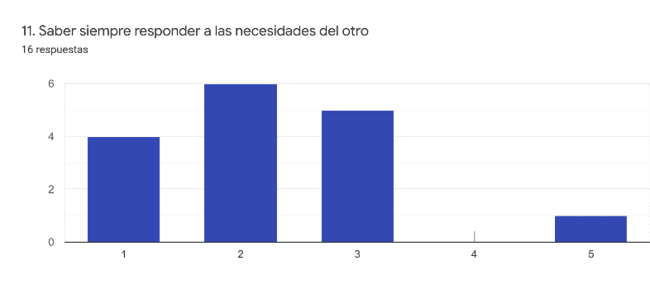 11. Saber siempre responder a las necesidades del otro
16 respuestas
6
4
2
0
1 2 3 4 5